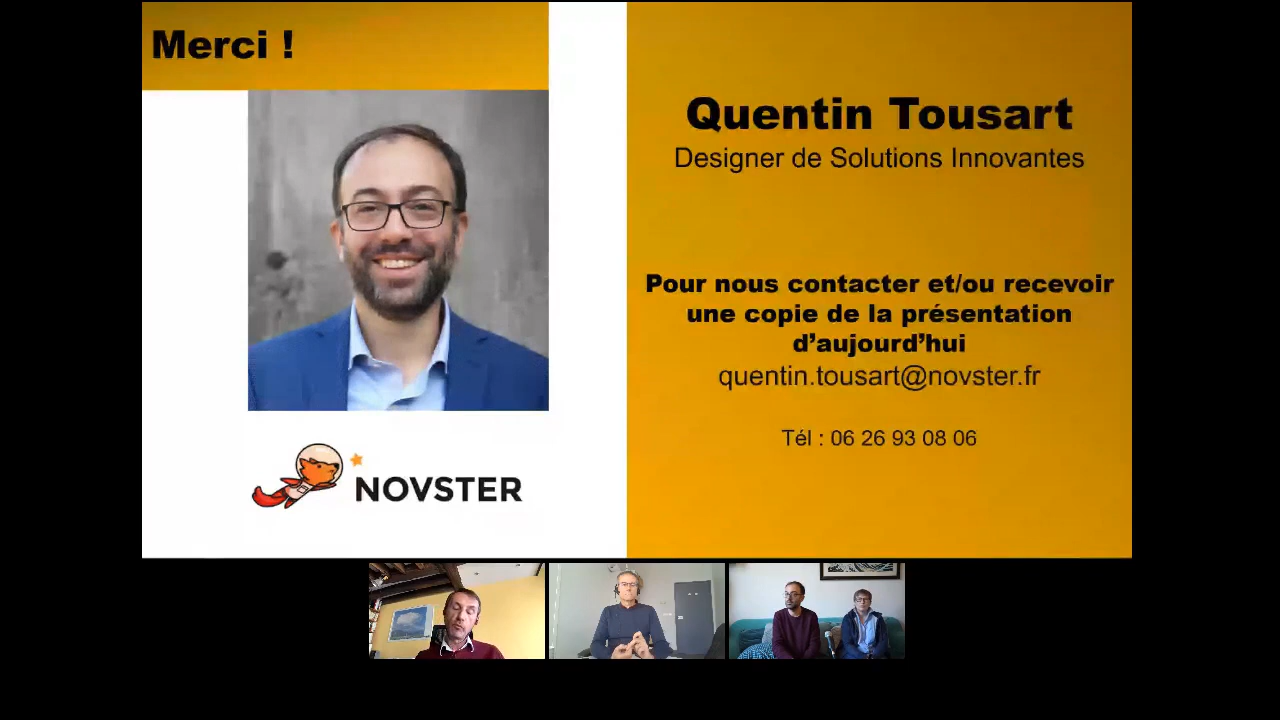 Merci !
Quentin Tousart
Designer de Solutions Innovantes
Pour nous contacter et/ou recevoir
une copie de la présentation
d’aujourd’hui
quentin.tousart@novster.fr
Tél : 06 26 93 08 06
NOVSTER